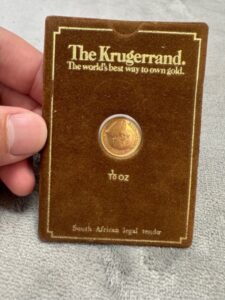 The Krugerrand.
The world's best way to own gold.
1/10 OZ
South African legal tender